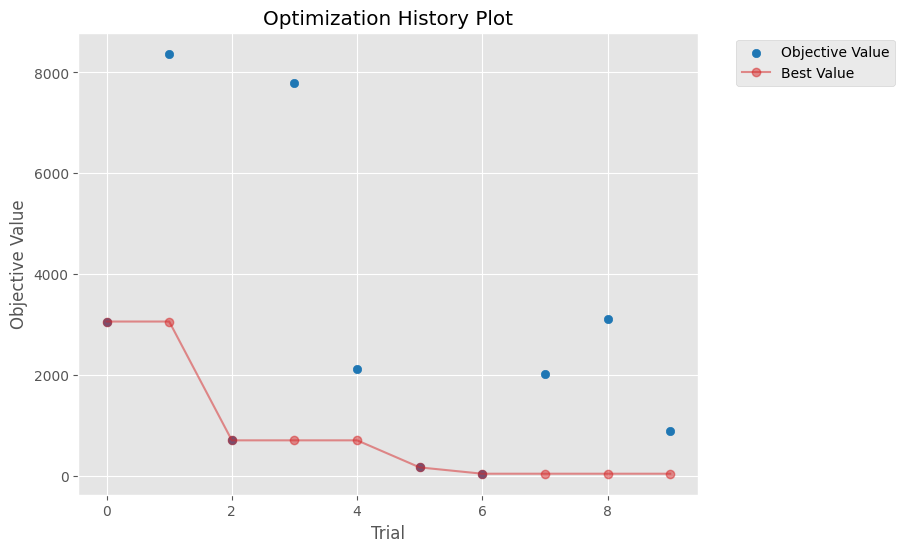 Optimization History Plot
Objective Value
Best Value
8000
6000
4000
2000
0
Objective Value
0 2 4 6 8
Trial